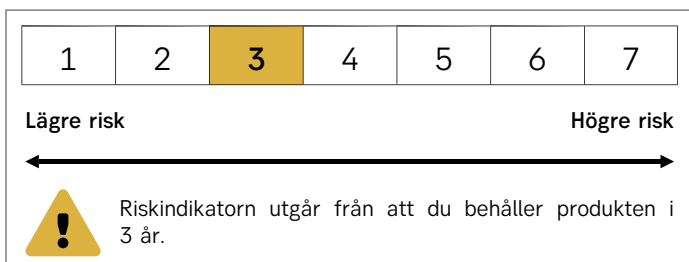 1 2 3 4 5 6 7
Lägre risk Högre risk
Riskindikatorn utgår från att du behåller produkten i
3 år.